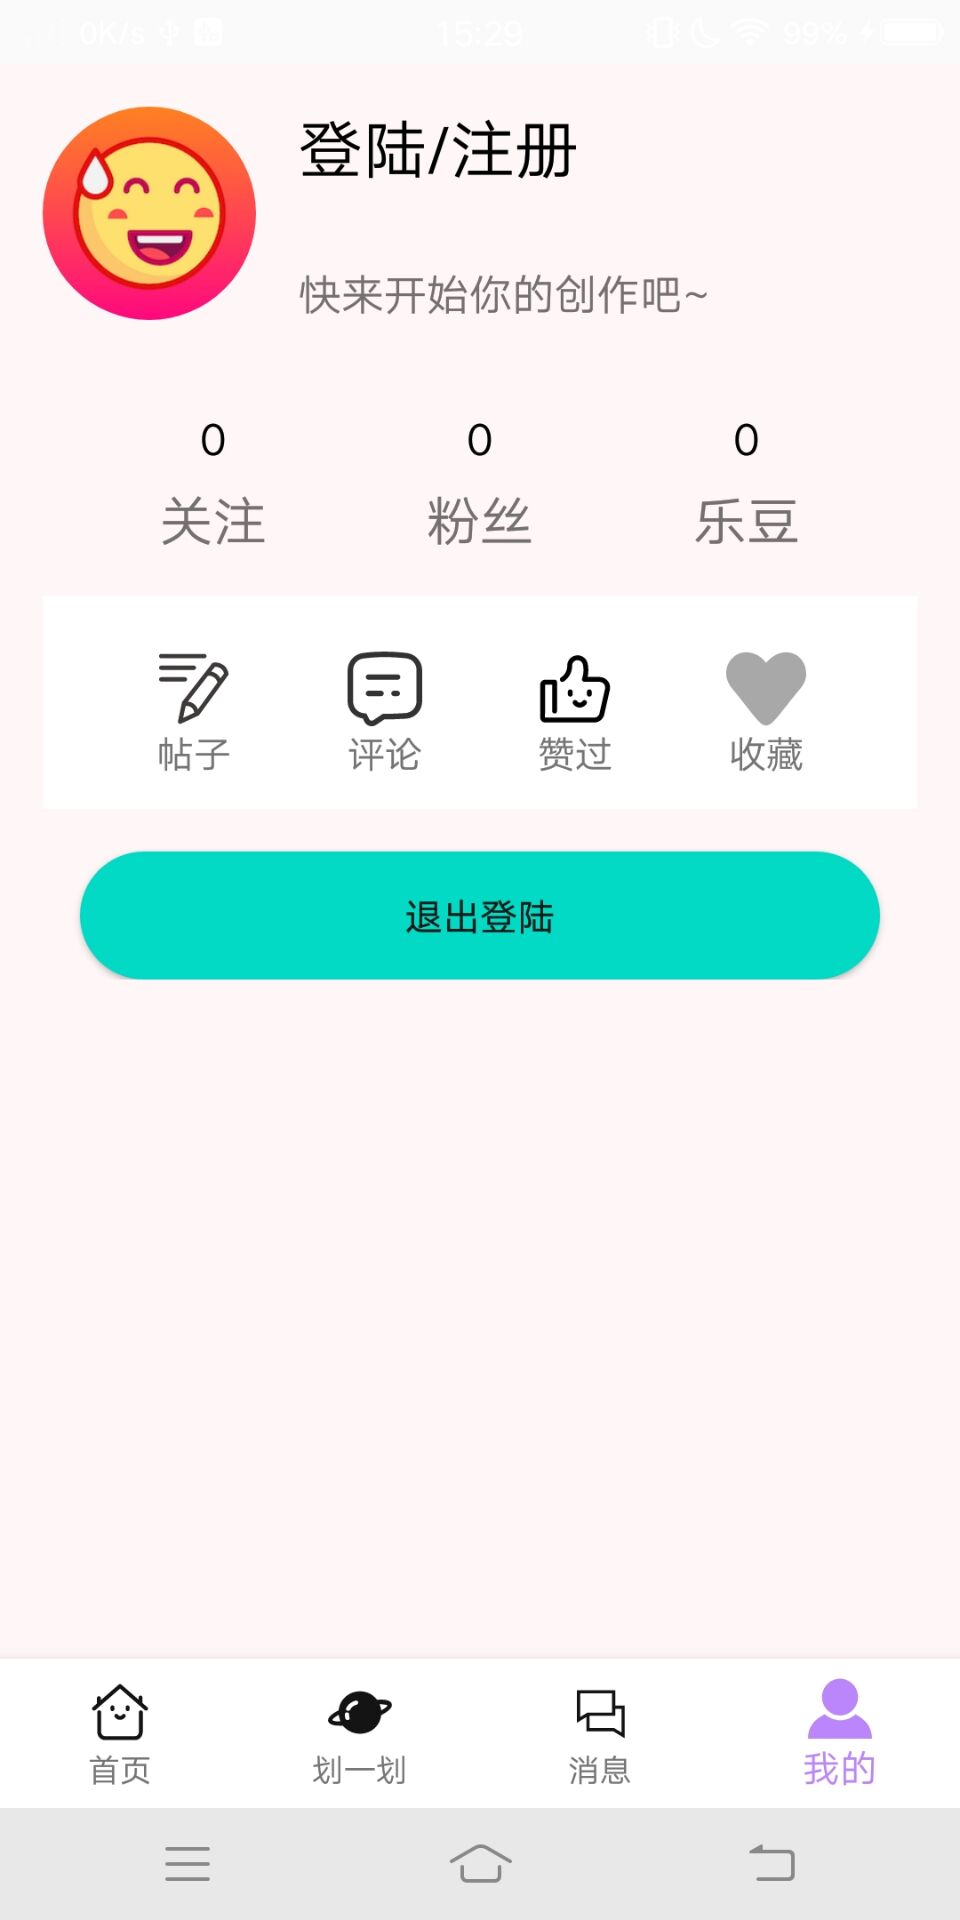 0K/s 15:29 99%
登陆/注册
快来开始你的创作吧~
0 0 0
关注 粉丝 乐豆
帖子 评论 赞过 收藏
退出登陆
首页 划一划 消息 我的